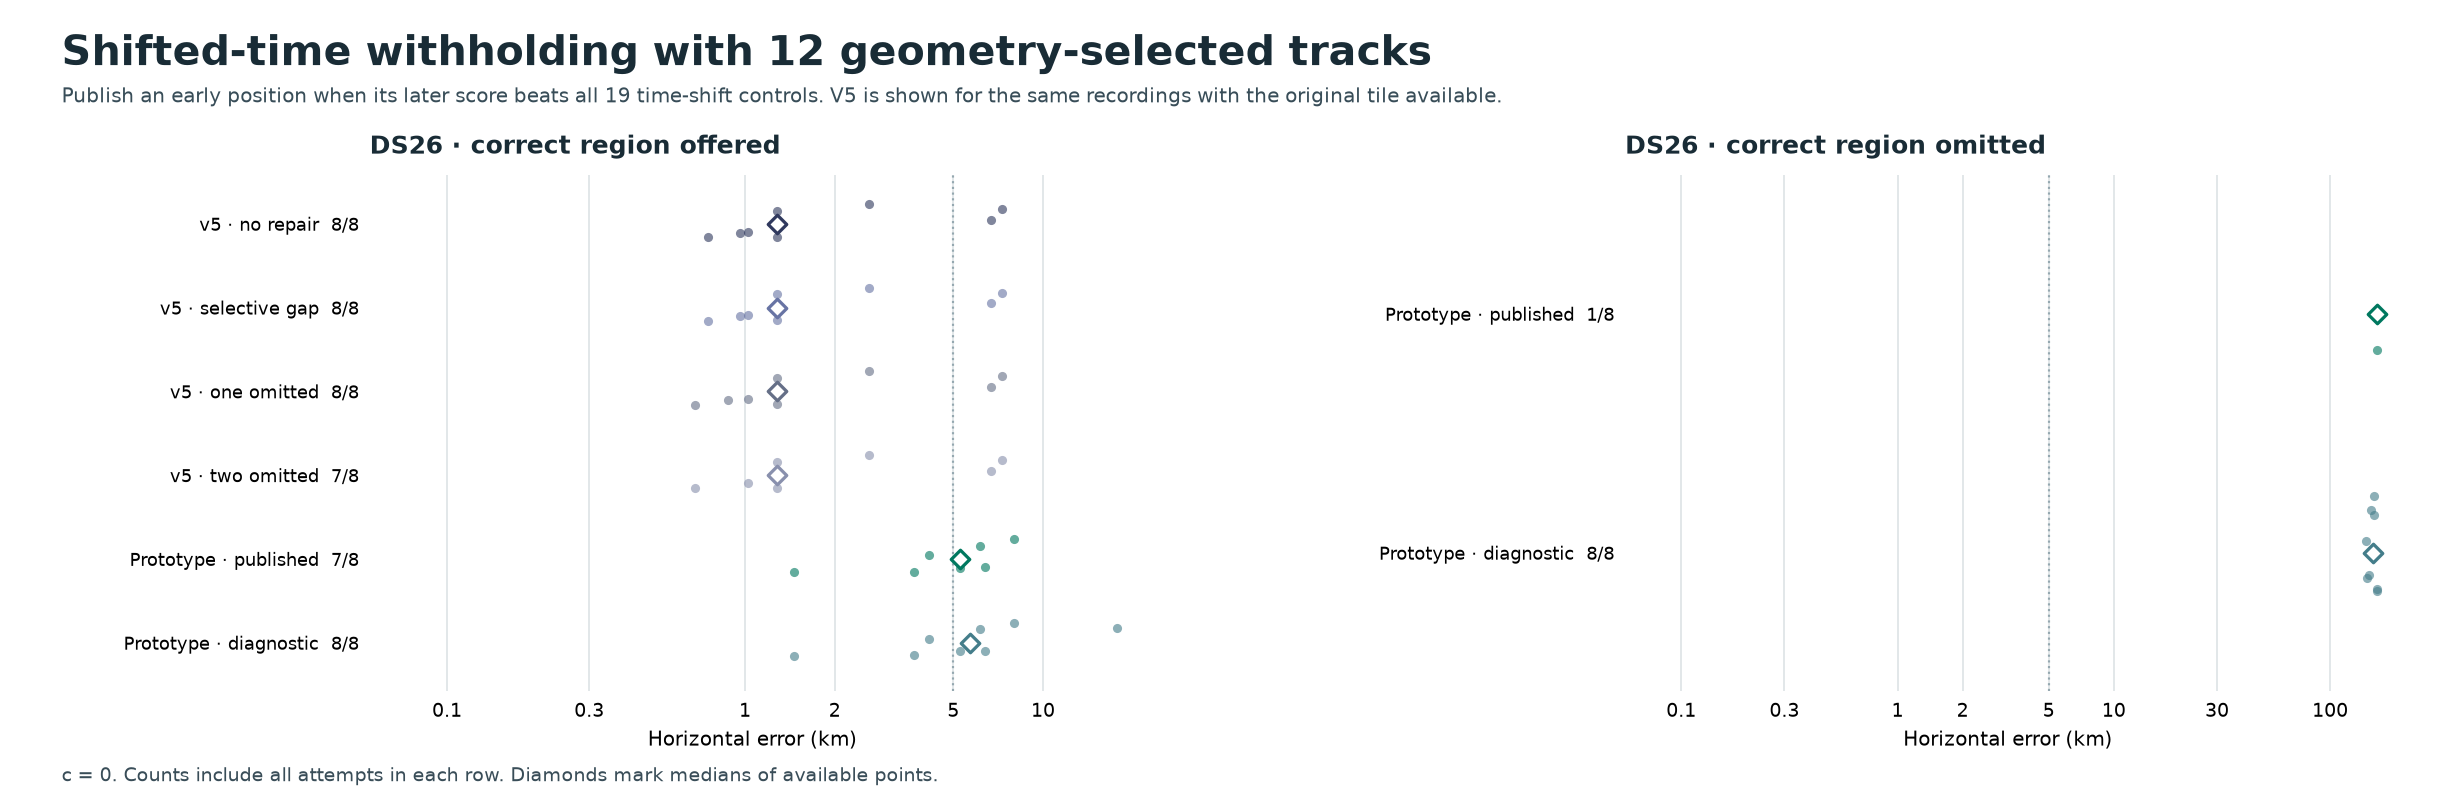 Shifted-time withholding with 12 geometry-selected tracks
Publish an early position when its later score beats all 19 time-shift controls. V5 is shown for the same recordings with the original tile available.
DS26 · correct region offered
v5 · no repair 8/8
v5 · selective gap 8/8
v5 · one omitted 8/8
v5 · two omitted 7/8
Prototype · published 7/8
Prototype · diagnostic 8/8
0.1 0.3 1 2 5 10
Horizontal error (km)
DS26 · correct region omitted
Prototype · published 1/8
Prototype · diagnostic 8/8
0.1 0.3 1 2 5 10 30 100
Horizontal error (km)
c = 0. Counts include all attempts in each row. Diamonds mark medians of available points.